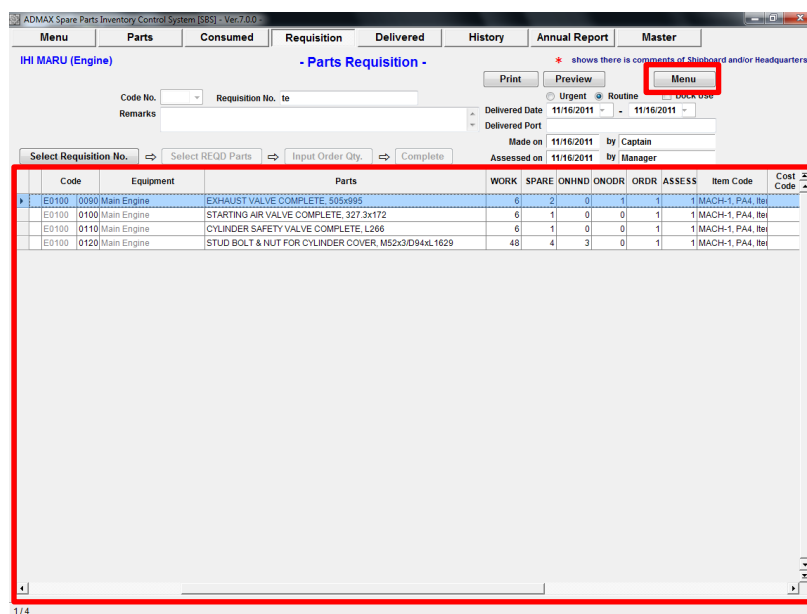 ADMAX Spare Parts Inventory Control System [SBS] - Ver.7.0.0 -
Menu Parts Consumed Requisition Delivered History Annual Report Master
IHI MARU (Engine) - Parts Requisition - * shows there is comments of Shipboard and/or Headquarters
Print Preview Menu
Code No. Requisition No. te Urgent Routine Dock Use
Remarks Delivered Date 11/16/2011 - 11/16/2011
Delivered Port
Made on 11/16/2011 by Captain
Select Requisition No. ⇨ Select REQD Parts ⇨ Input Order Qty. ⇨ Complete Assessed on 11/16/2011 by Manager
Code Equipment Parts WORK SPARE ONHND ONODR ORDR ASSESS Item Code Cost Code
E0100 0090 Main Engine EXHAUST VALVE COMPLETE, 505x995 6 2 0 1 1 1 MACH-1, PA4, Iter
E0100 0100 Main Engine STARTING AIR VALVE COMPLETE, 327.3x172 6 1 0 0 1 1 MACH-1, PA4, Iter
E0100 0110 Main Engine CYLINDER SAFETY VALVE COMPLETE, L266 6 1 0 0 1 1 MACH-1, PA4, Iter
E0100 0120 Main Engine STUD BOLT & NUT FOR CYLINDER COVER, M52x3/D94xL1629 48 4 3 0 1 1 MACH-1, PA4, Iter
1/4